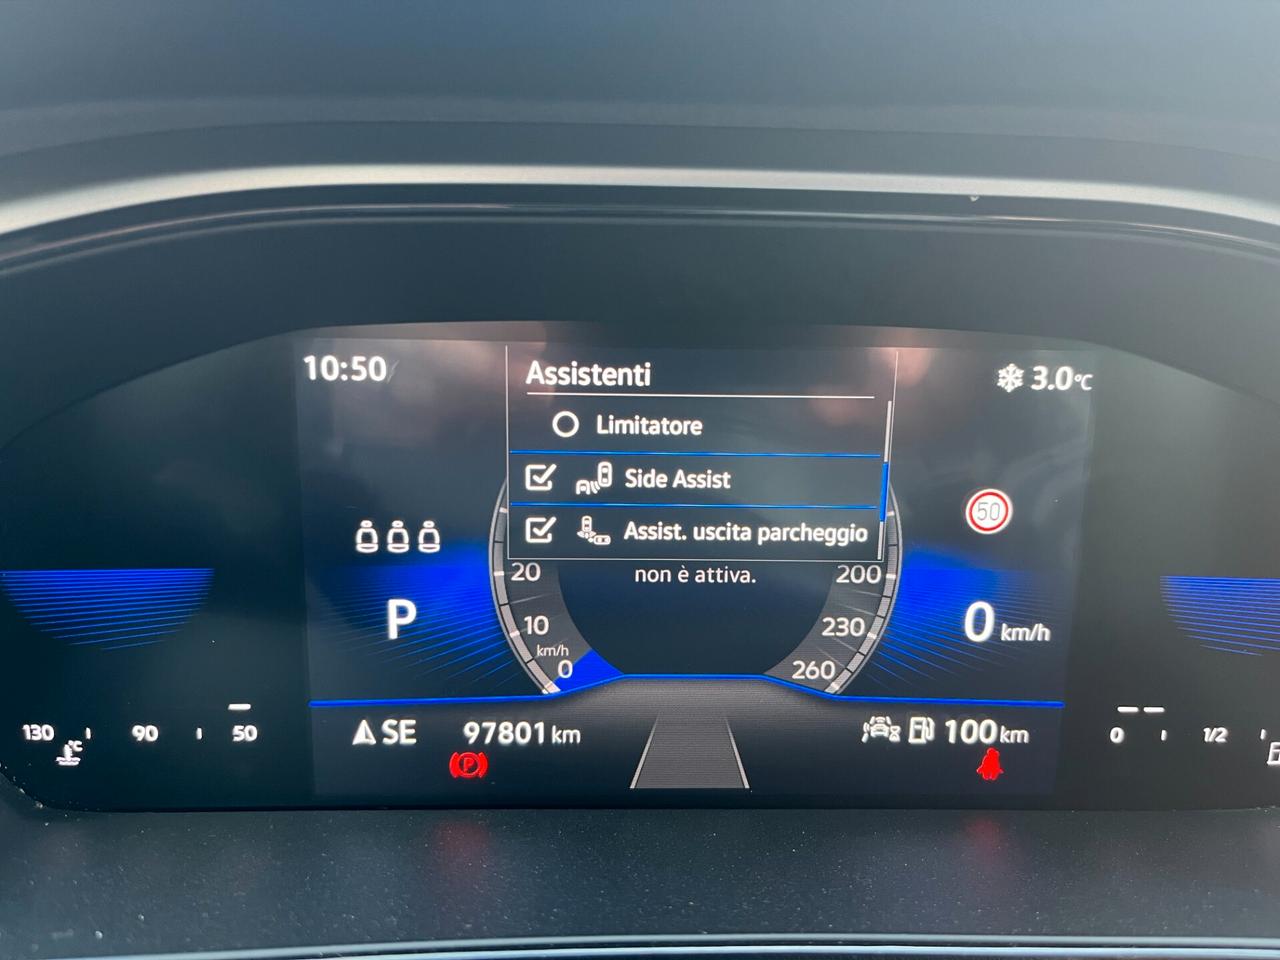 10:50
Assistenti
3.0°C
Limitatore
Side Assist
Assist. uscita parcheggio
50
non è attiva.
20
200
P
10
230
0 km/h
km/h
0
260
130
90
50
°C
SE
97801 km
100 km
0
1/2
P